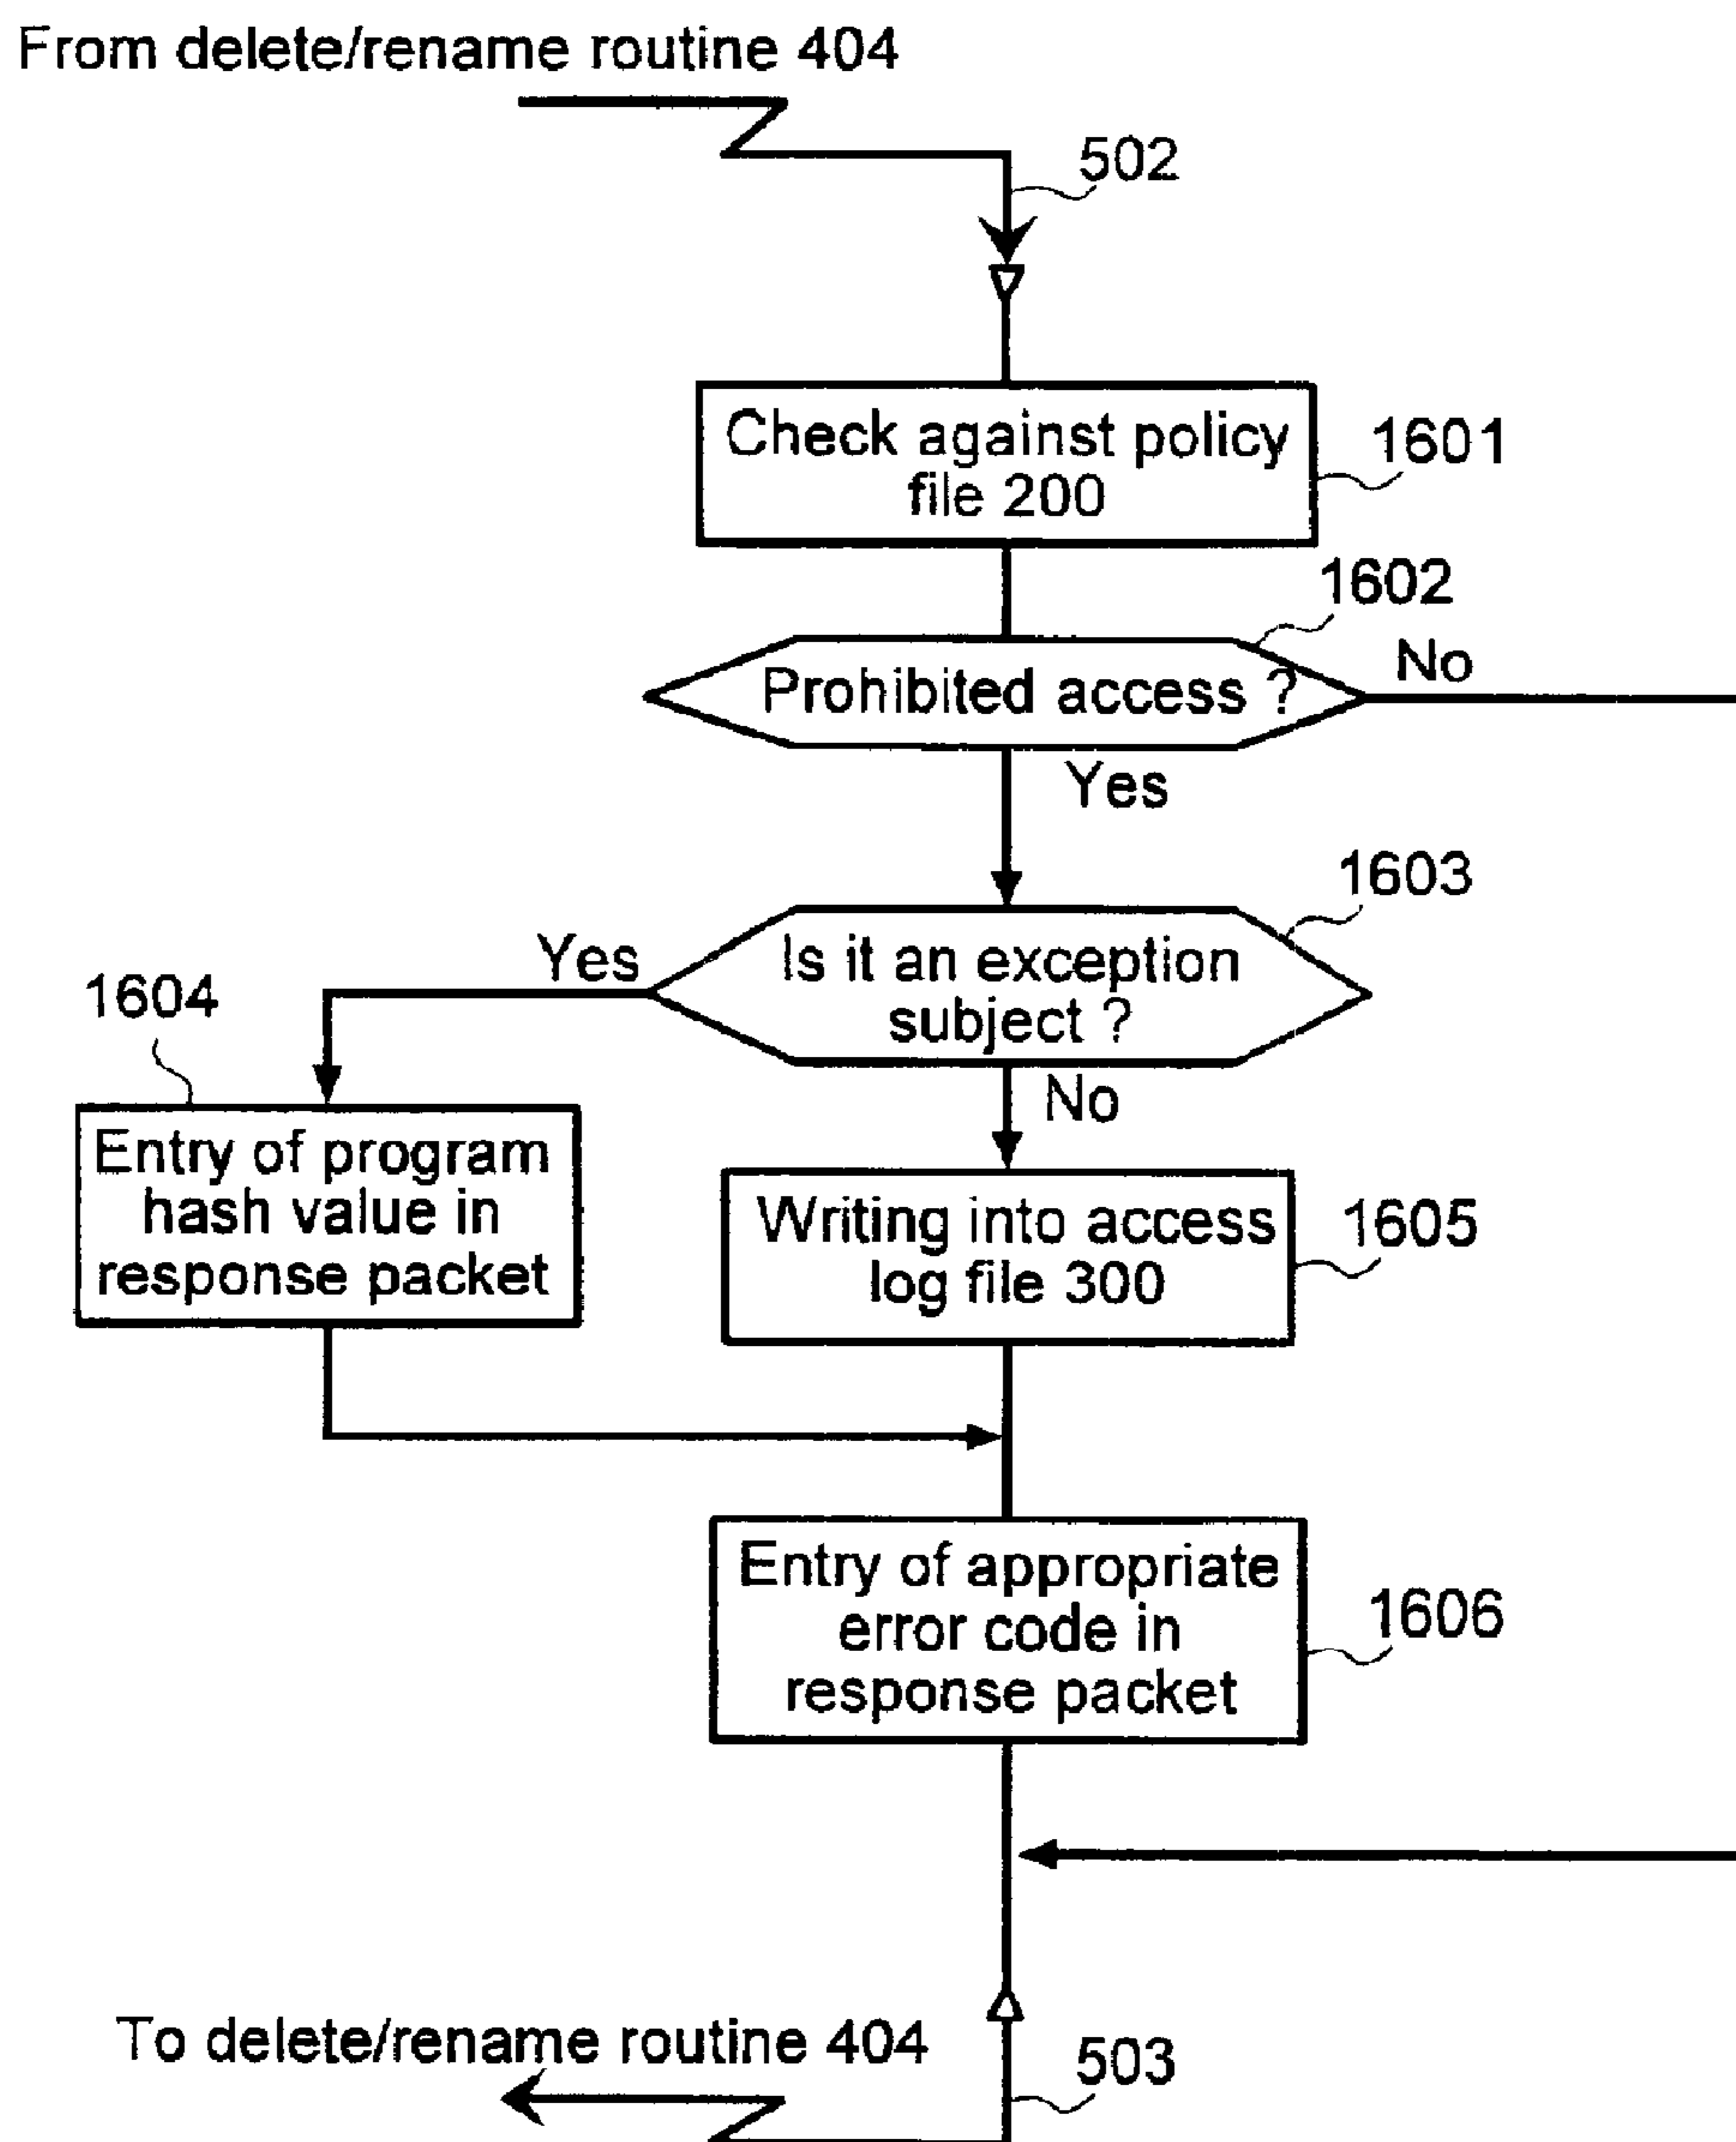 From delete/rename routine 404
502
Check against policy
file 200
1601
1602
Prohibited access ?
No
Yes
1603
Is it an exception
subject ?
Yes
1604
No
Entry of program
hash value in
response packet
Writing into access
log file 300
1605
Entry of appropriate
error code in
response packet
1606
To delete/rename routine 404
503